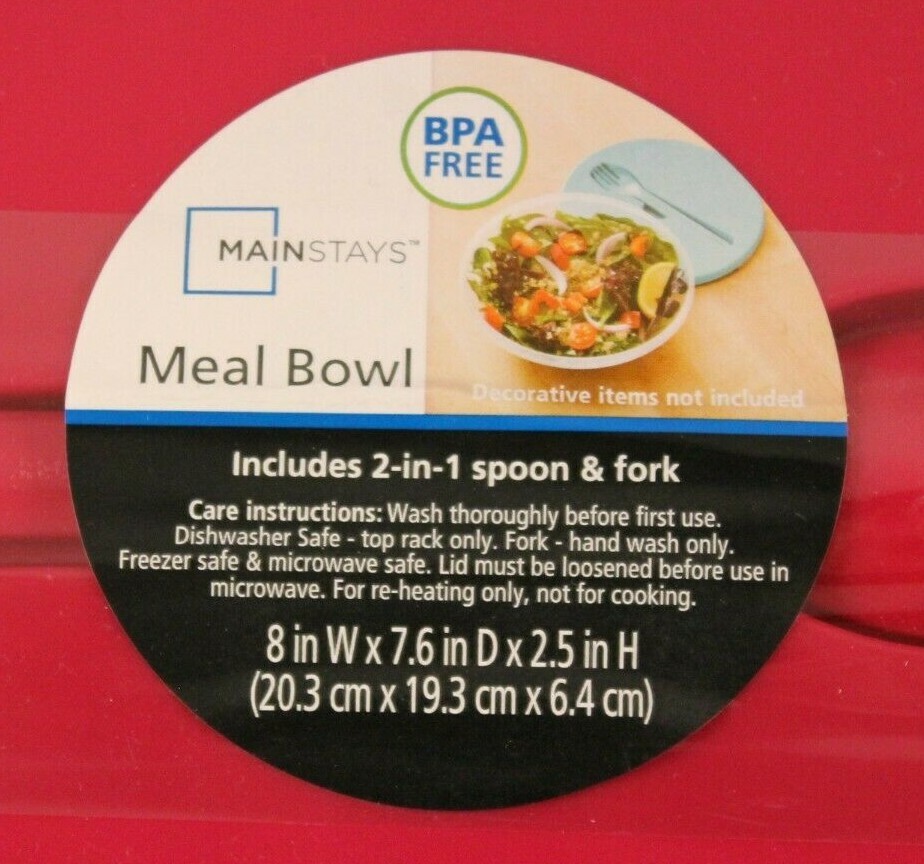 BPA
FREE
MAINSTAYS™
Meal Bowl
Decorative items not included
Includes 2-in-1 spoon & fork
Care instructions: Wash thoroughly before first use.
Dishwasher Safe - top rack only. Fork - hand wash only.
Freezer safe & microwave safe. Lid must be loosened before use in
microwave. For re-heating only, not for cooking.
8 in W x 7.6 in D x 2.5 in H
(20.3 cm x 19.3 cm x 6.4 cm)